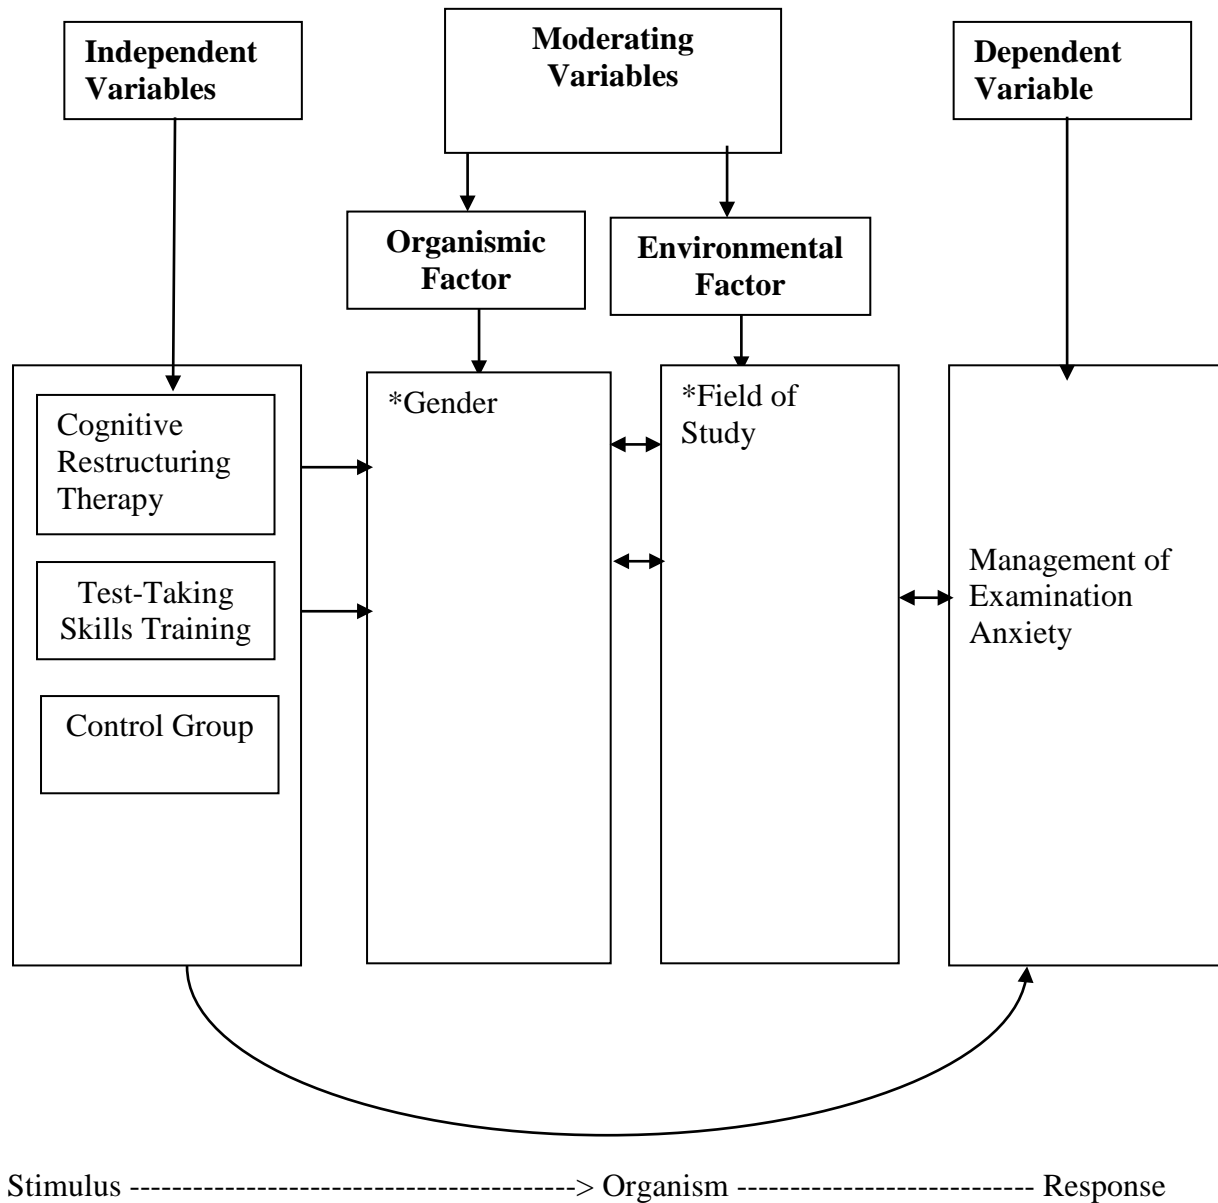 Independent
Variables
Moderating
Variables
Dependent
Variable
Organismic
Factor
Environmental
Factor
Cognitive
Restructuring
Therapy
Test-Taking
Skills Training
Control Group
*Gender
*Field of
Study
Management of
Examination
Anxiety
Stimulus ----------------------------------> Organism ----------------------- Response